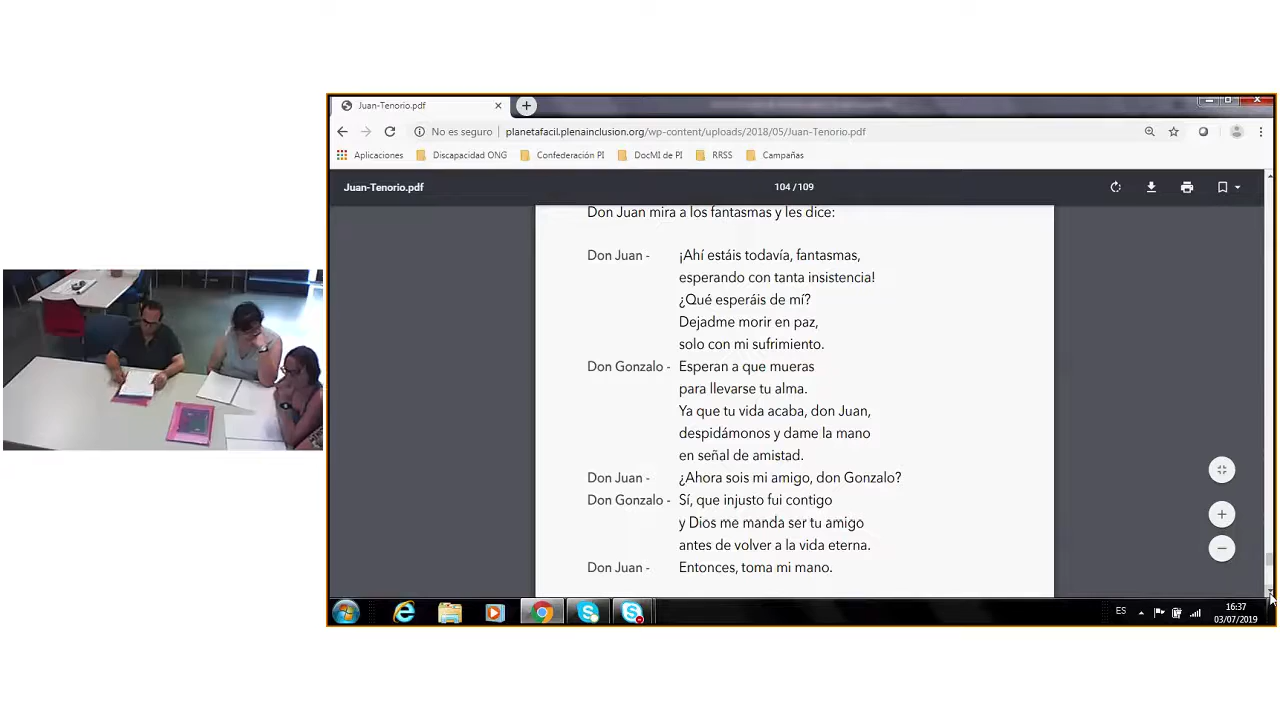 Juan-Tenorio.pdf
No es seguro planetafacil.plenainclusion.org/wp-content/uploads/2018/05/Juan-Tenorio.pdf
Aplicaciones Discapacidad ONG Confederación PI DocMI de PI RRSS Campañas
Juan-Tenorio.pdf 104 / 109
Don Juan mira a los fantasmas y les dice:
Don Juan - ¡Ahí estáis todavía, fantasmas,
esperando con tanta insistencia!
¿Qué esperáis de mí?
Dejadme morir en paz,
solo con mi sufrimiento.
Don Gonzalo - Esperan a que mueras
para llevarse tu alma.
Ya que tu vida acaba, don Juan,
despidámonos y dame la mano
en señal de amistad.
Don Juan - ¿Ahora sois mi amigo, don Gonzalo?
Don Gonzalo - Sí, que injusto fui contigo
y Dios me manda ser tu amigo
antes de volver a la vida eterna.
Don Juan - Entonces, toma mi mano.
ES 16:37
03/07/2019